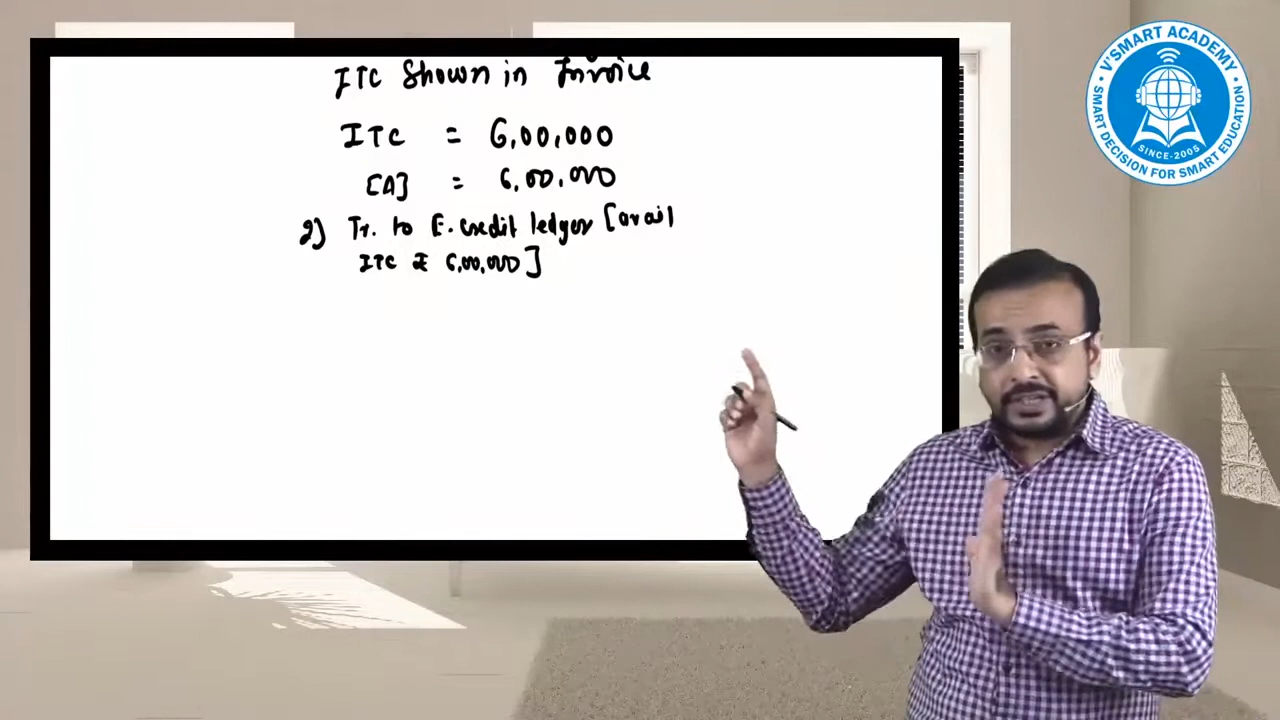 ITC Shown in Invoice
ITC = 6,00,000
[A] = 6,00,000
2) Tr. to E. credit ledger [avail
ITC ₹ 6,00,000]
V'SMART ACADEMY
SMART DECISION FOR SMART EDUCATION
SINCE-2005